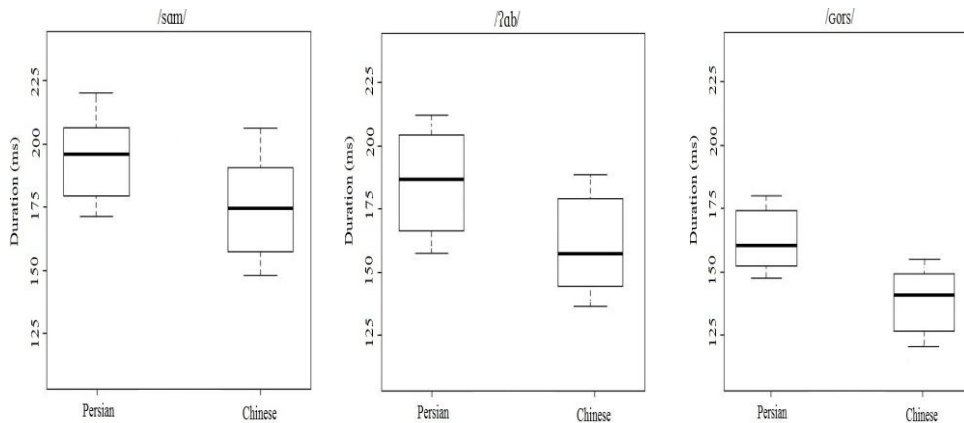 /sɑm/
Duration (ms)
225
200
175
150
125
Persian
Chinese
/ʔɑb/
Duration (ms)
225
200
175
150
125
Persian
Chinese
/ɢors/
Duration (ms)
225
200
175
150
125
Persian
Chinese